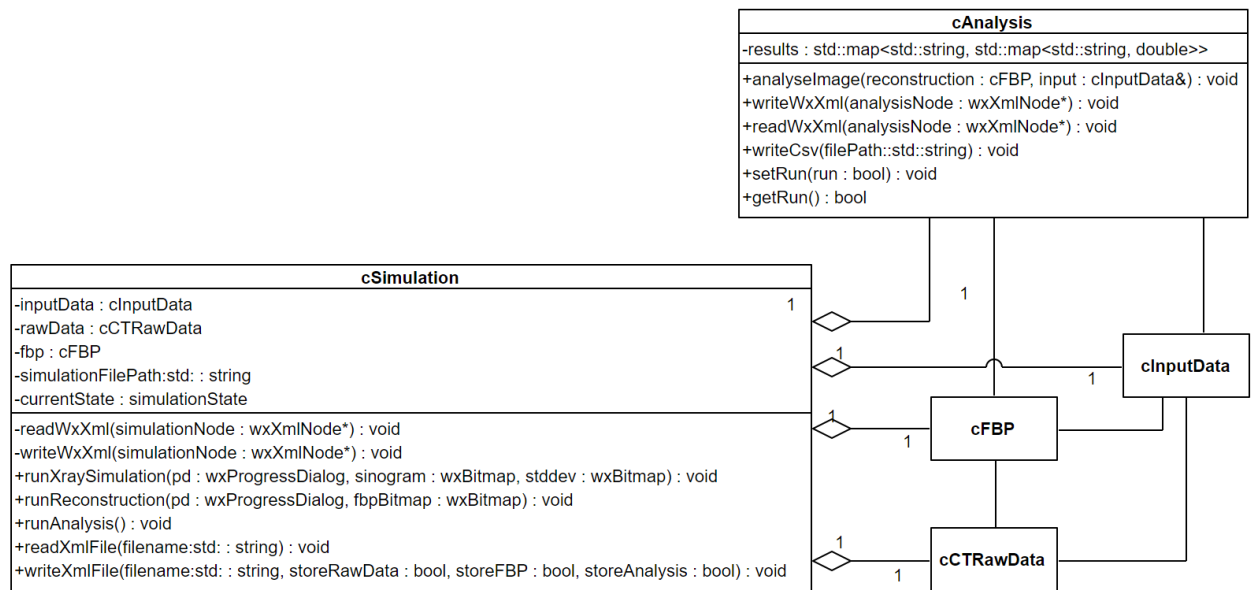 cAnalysis
-results : std::map<std::string, std::map<std::string, double>>
+analyseImage(reconstruction : cFBP, input : cInputData&) : void
+writeWxXml(analysisNode : wxXmlNode*) : void
+readWxXml(analysisNode : wxXmlNode*) : void
+writeCsv(filePath::std::string) : void
+setRun(run : bool) : void
+getRun() : bool
cSimulation
-inputData : cInputData
-rawData : cCTRawData
-fbp : cFBP
-simulationFilePath:std: : string
-currentState : simulationState
-readWxXml(simulationNode : wxXmlNode*) : void
-writeWxXml(simulationNode : wxXmlNode*) : void
+runXraySimulation(pd : wxProgressDialog, sinogram : wxBitmap, stddev : wxBitmap) : void
+runReconstruction(pd : wxProgressDialog, fbpBitmap : wxBitmap) : void
+runAnalysis() : void
+readXmlFile(filename:std: : string) : void
+writeXmlFile(filename:std: : string, storeRawData : bool, storeFBP : bool, storeAnalysis : bool) : void
1
1
1
1
cInputData
1
1
cFBP
1
1
cCTRawData